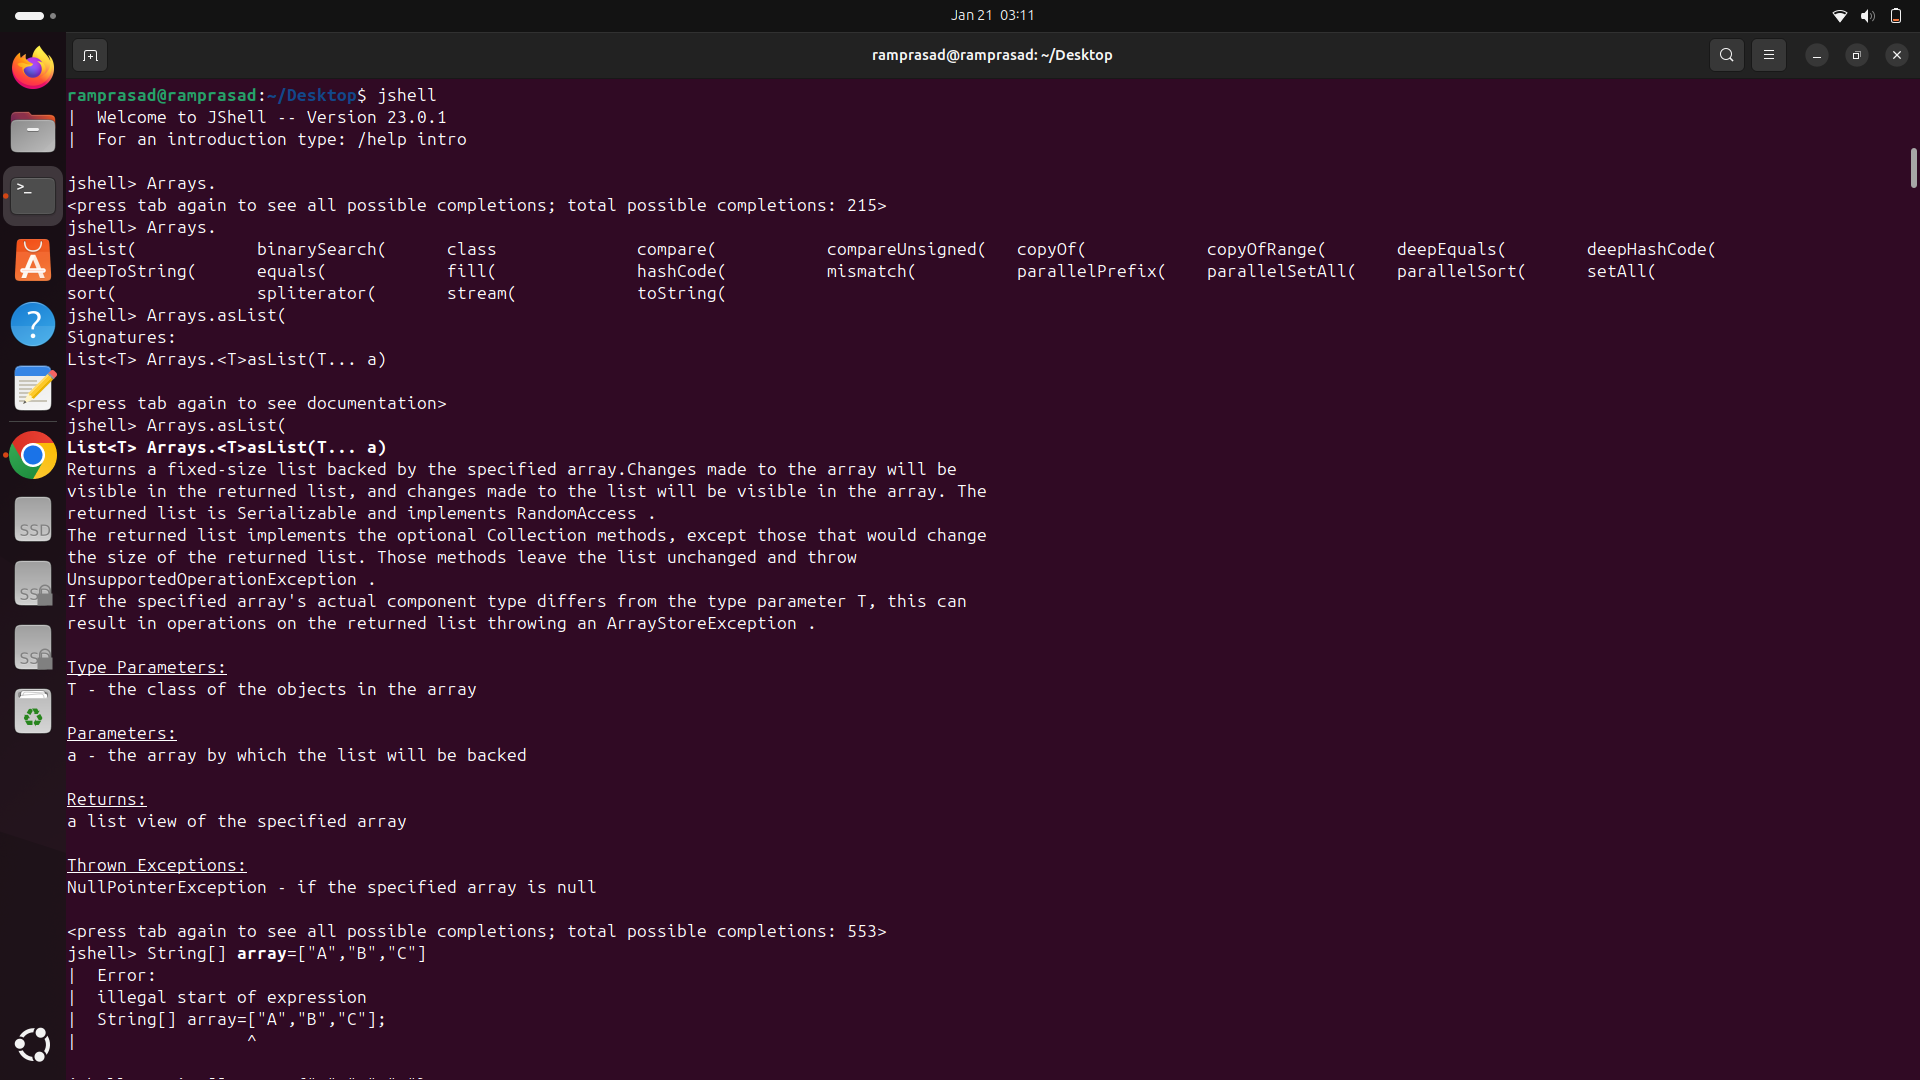 Jan 21 03:11
ramprasad@ramprasad: ~/Desktop
ramprasad@ramprasad:~/Desktop$ jshell
|  Welcome to JShell -- Version 23.0.1
|  For an introduction type: /help intro
jshell> Arrays.
<press tab again to see all possible completions; total possible completions: 215>
jshell> Arrays.
asList( binarySearch( class compare( compareUnsigned( copyOf( copyOfRange( deepEquals( deepHashCode(
deepToString( equals( fill( hashCode( mismatch( parallelPrefix( parallelSetAll( parallelSort( setAll(
sort( spliterator( stream( toString(
jshell> Arrays.asList(
Signatures:
List<T> Arrays.<T>asList(T... a)
<press tab again to see documentation>
jshell> Arrays.asList(
List<T> Arrays.<T>asList(T... a)
Returns a fixed-size list backed by the specified array.Changes made to the array will be
visible in the returned list, and changes made to the list will be visible in the array. The
returned list is Serializable and implements RandomAccess .
The returned list implements the optional Collection methods, except those that would change
the size of the returned list. Those methods leave the list unchanged and throw
UnsupportedOperationException .
If the specified array's actual component type differs from the type parameter T, this can
result in operations on the returned list throwing an ArrayStoreException .
Type Parameters:
T - the class of the objects in the array
Parameters:
a - the array by which the list will be backed
Returns:
a list view of the specified array
Thrown Exceptions:
NullPointerException - if the specified array is null
<press tab again to see all possible completions; total possible completions: 553>
jshell> String[] array=["A","B","C"]
|  Error:
|  illegal start of expression
|  String[] array=["A","B","C"];
|                 ^
SSD
SSD
SSD